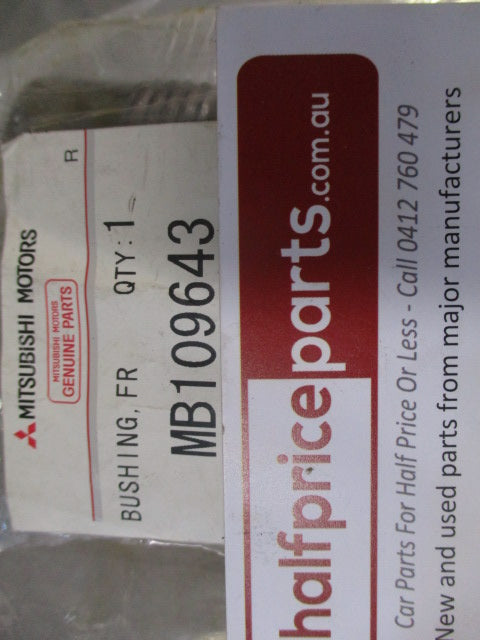 MITSUBISHI MOTORS
R
MITSUBISHI MOTORS
GENUINE PARTS
BUSHING, FR QTY: 1
MB109643
halfpriceparts.com.au
Car Parts For Half Price Or Less - Call 0412 760 479
New and used parts from major manufacturers